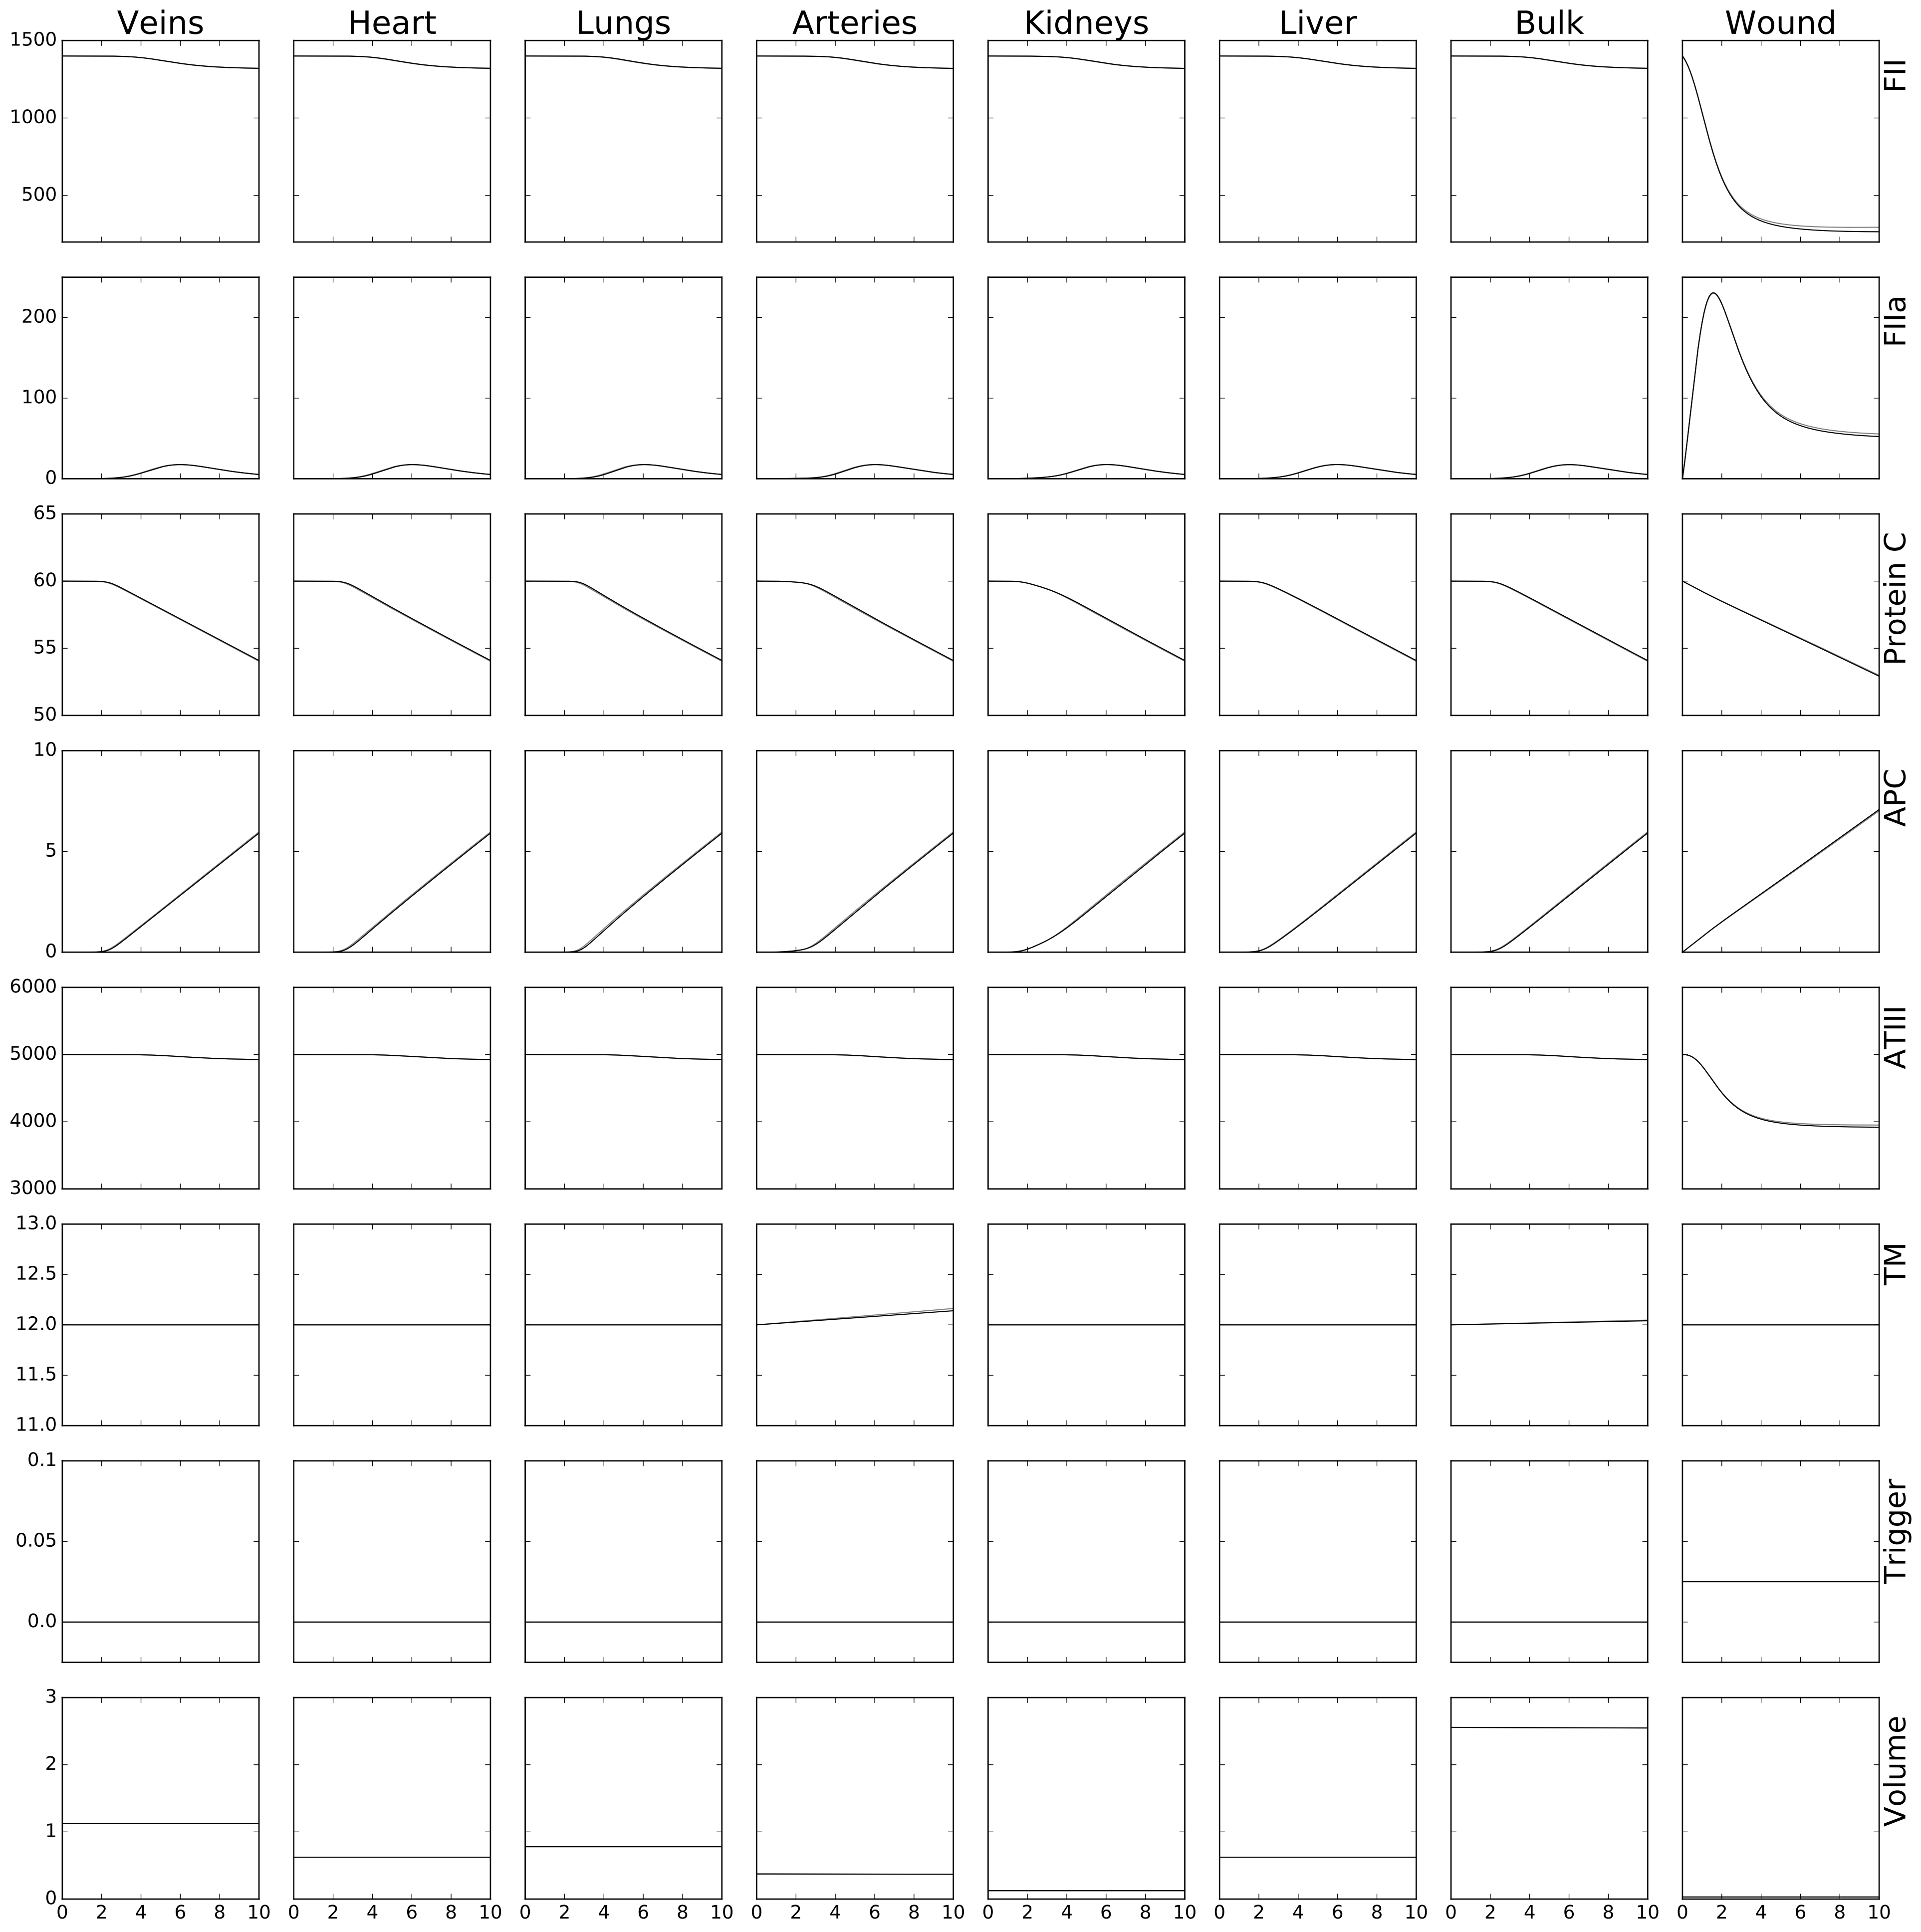 Veins Heart Lungs Arteries Kidneys Liver Bulk Wound
1500
1000
500
FII
200
100
0
FIIa
65
60
55
50
Protein C
10
5
0
APC
6000
5000
4000
3000
ATIII
13.0
12.5
12.0
11.5
11.0
TM
0.1
0.05
0.0
Trigger
3
2
1
0
Volume
0 2 4 6 8 10 0 2 4 6 8 10 0 2 4 6 8 10 0 2 4 6 8 10 0 2 4 6 8 10 0 2 4 6 8 10 0 2 4 6 8 10 0 2 4 6 8 10